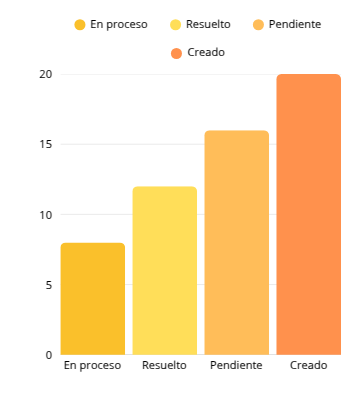 En proceso Resuelto Pendiente
Creado
20
15
10
5
0
En proceso Resuelto Pendiente Creado